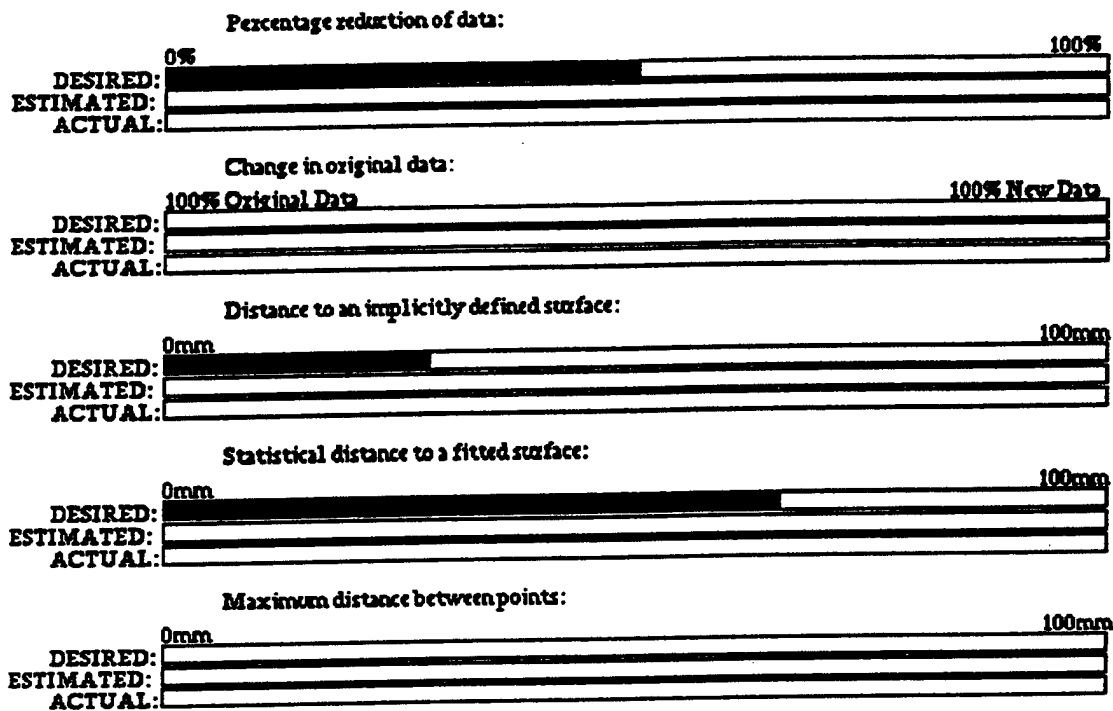 Percentage reduction of data:
0% 100%
DESIRED:
ESTIMATED:
ACTUAL:
Change in original data:
100% Original Data 100% New Data
DESIRED:
ESTIMATED:
ACTUAL:
Distance to an implicitly defined surface:
0mm 100mm
DESIRED:
ESTIMATED:
ACTUAL:
Statistical distance to a fitted surface:
0mm 100mm
DESIRED:
ESTIMATED:
ACTUAL:
Maximum distance between points:
0mm 100mm
DESIRED:
ESTIMATED:
ACTUAL: